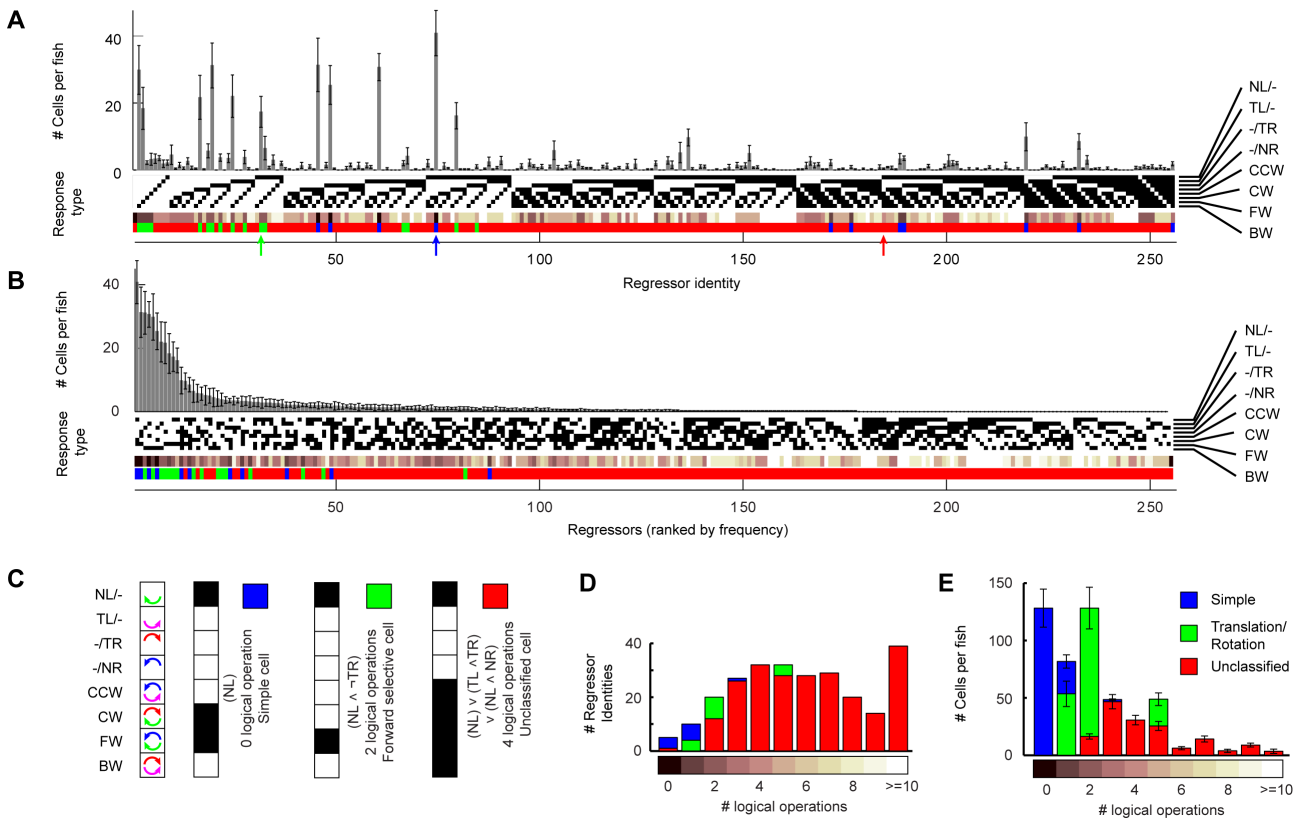 A
# Cells per fish
40
20
0
Response
type
NL/-
TL/-
-/TR
-/NR
CCW
CW
FW
BW
50
100
150
200
250
Regressor identity
B
# Cells per fish
40
20
0
Response
type
NL/-
TL/-
-/TR
-/NR
CCW
CW
FW
BW
50
100
150
200
250
Regressors (ranked by frequency)
C
NL/-
TL/-
-/TR
-/NR
CCW
CW
FW
BW
(NL)
0 logical operation
Simple cell
(NL ∧ ¬TR)
2 logical operations
Forward selective cell
(NL) ∨ (TL ∧TR)
∨ (NL ∧ NR)
4 logical operations
Unclassified cell
D
# Regressor
Identities
40
20
0
0 2 4 6 8 >=10
# logical operations
E
# Cells per fish
150
100
50
0
Simple
Translation/
Rotation
Unclassified
0 2 4 6 8 >=10
# logical operations